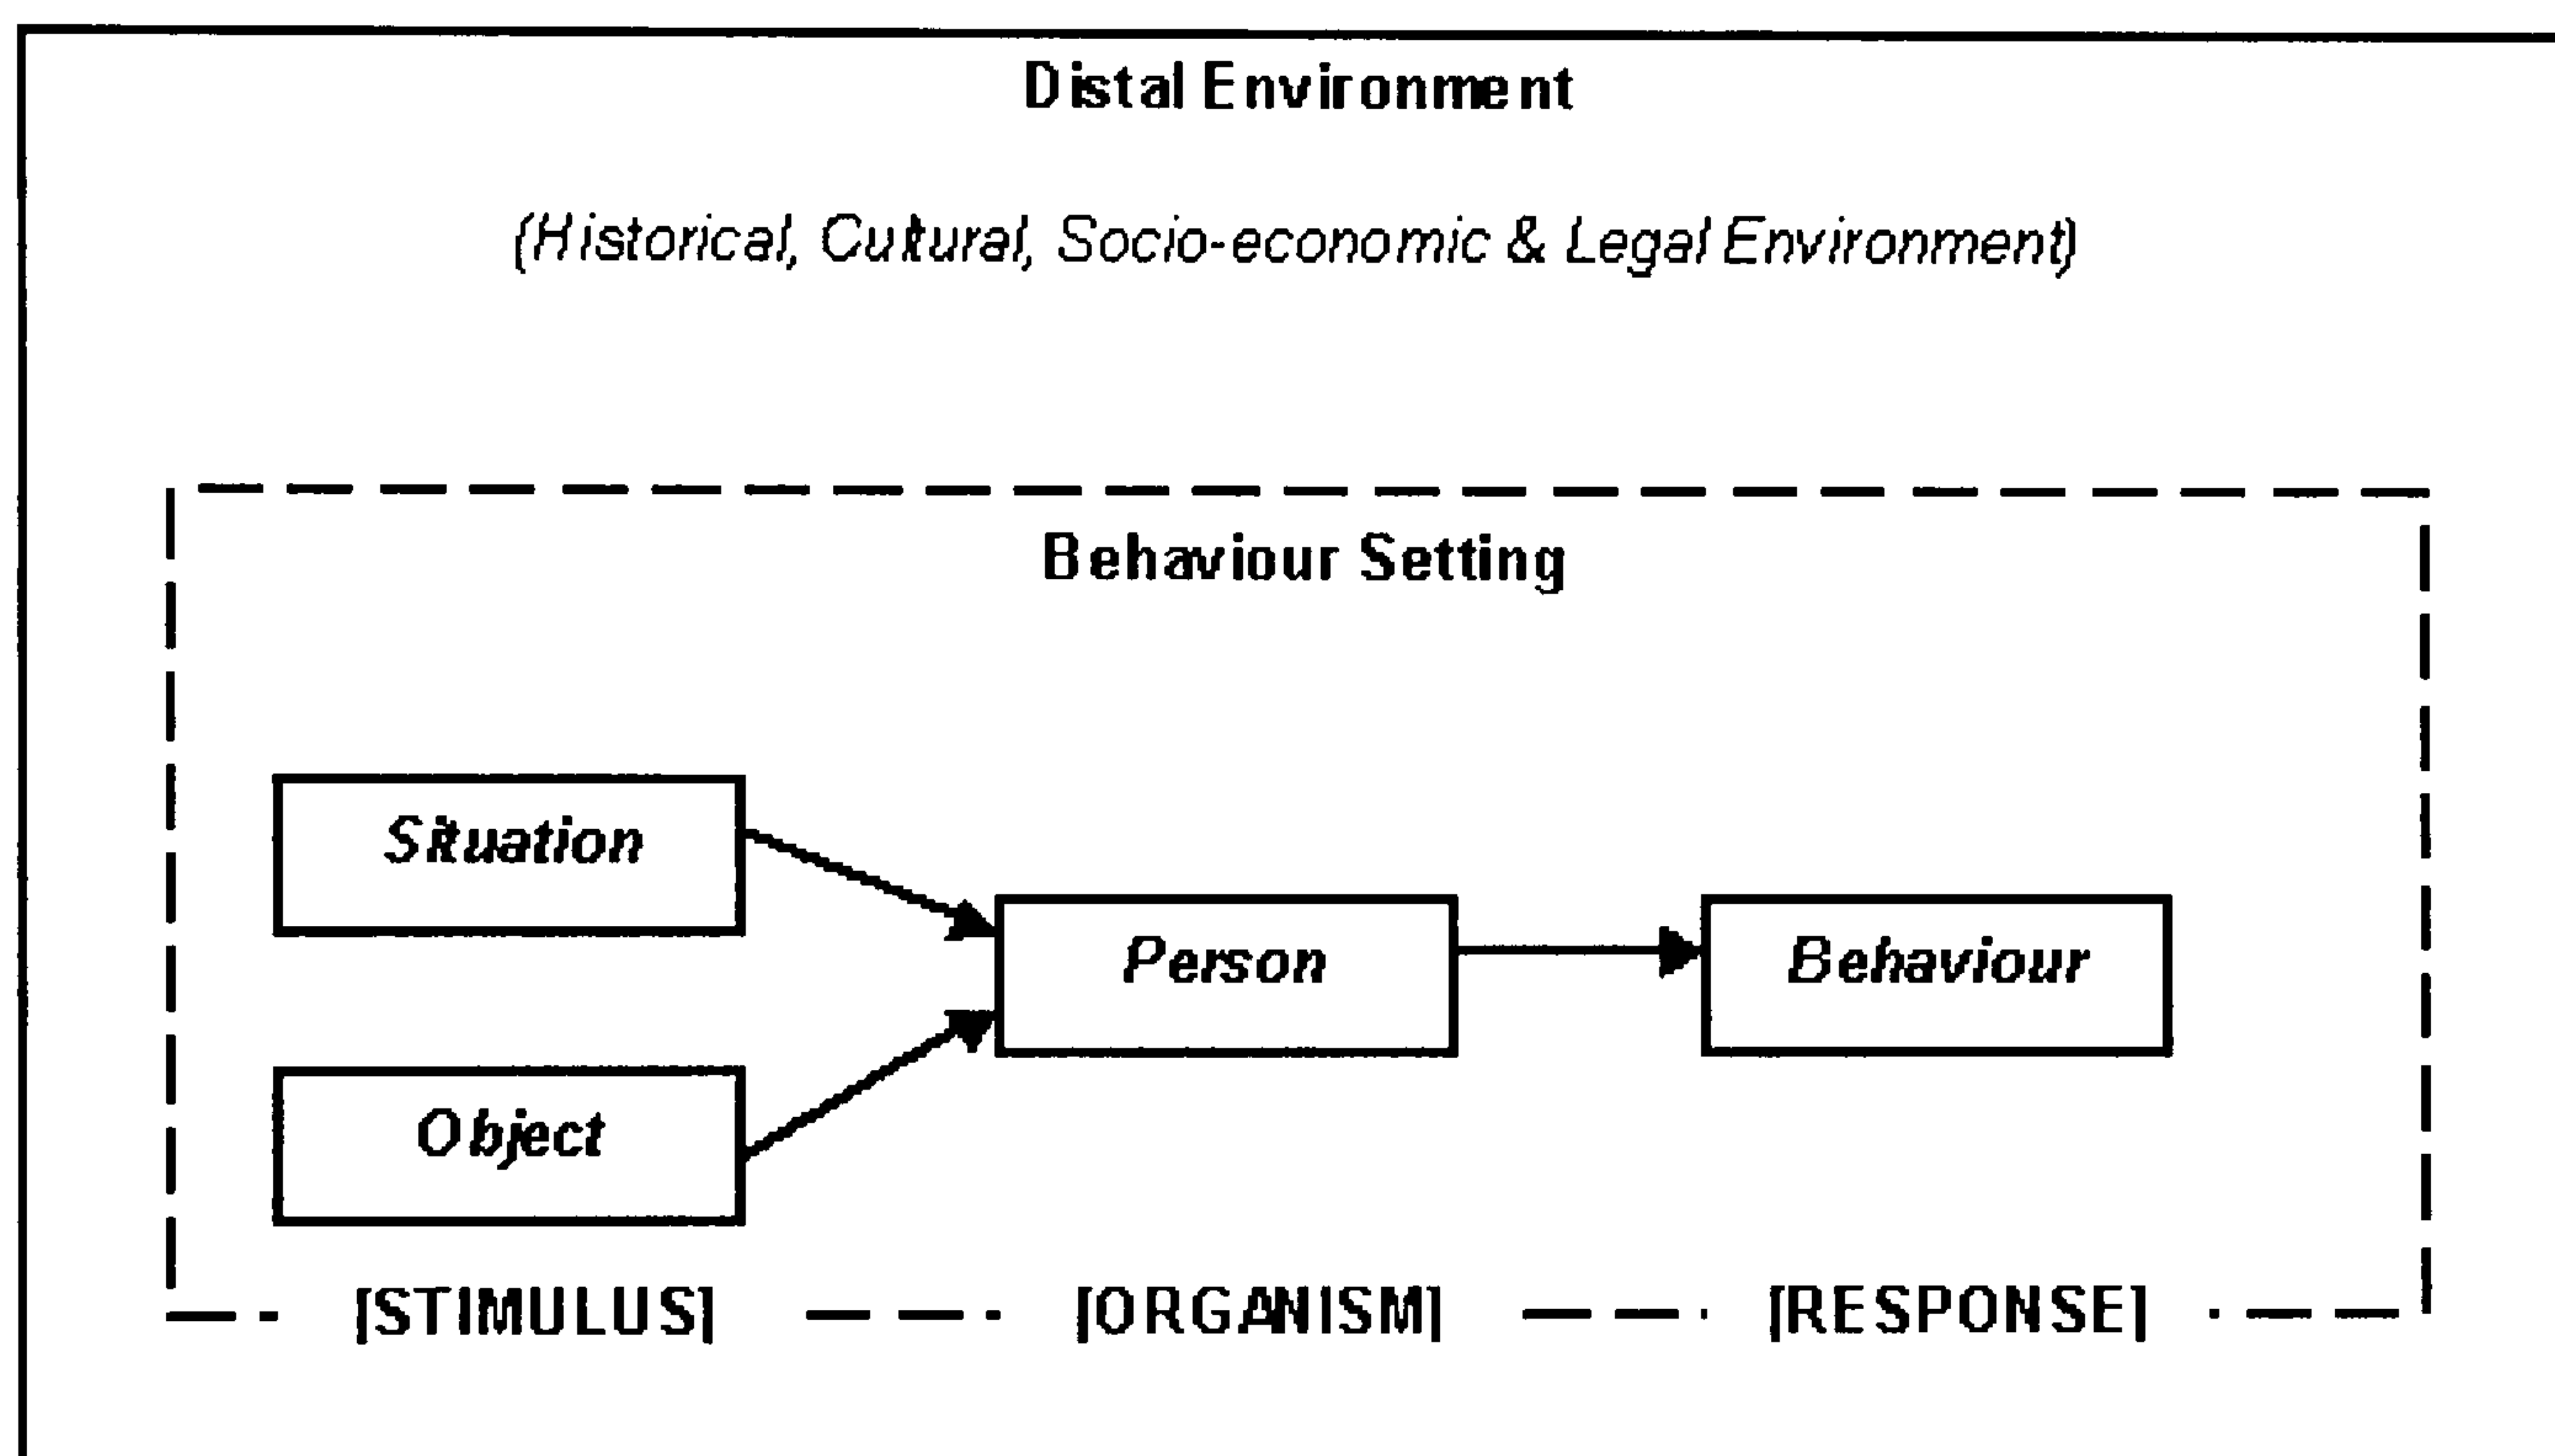 Distal Environment
(Historical, Cultural, Socio-economic & Legal Environment)
Behaviour Setting
Situation
Person
Behaviour
Object
[STIMULUS]
[ORGANISM]
[RESPONSE]